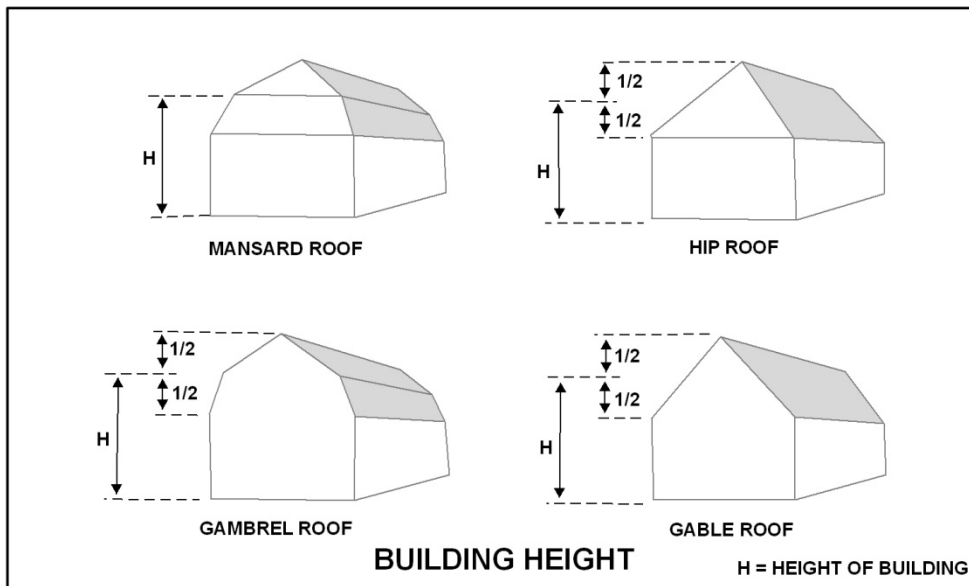 1/2
1/2
H
H
MANSARD ROOF
HIP ROOF
1/2
1/2
1/2
1/2
H
H
GAMBREL ROOF
GABLE ROOF
BUILDING HEIGHT
H = HEIGHT OF BUILDING